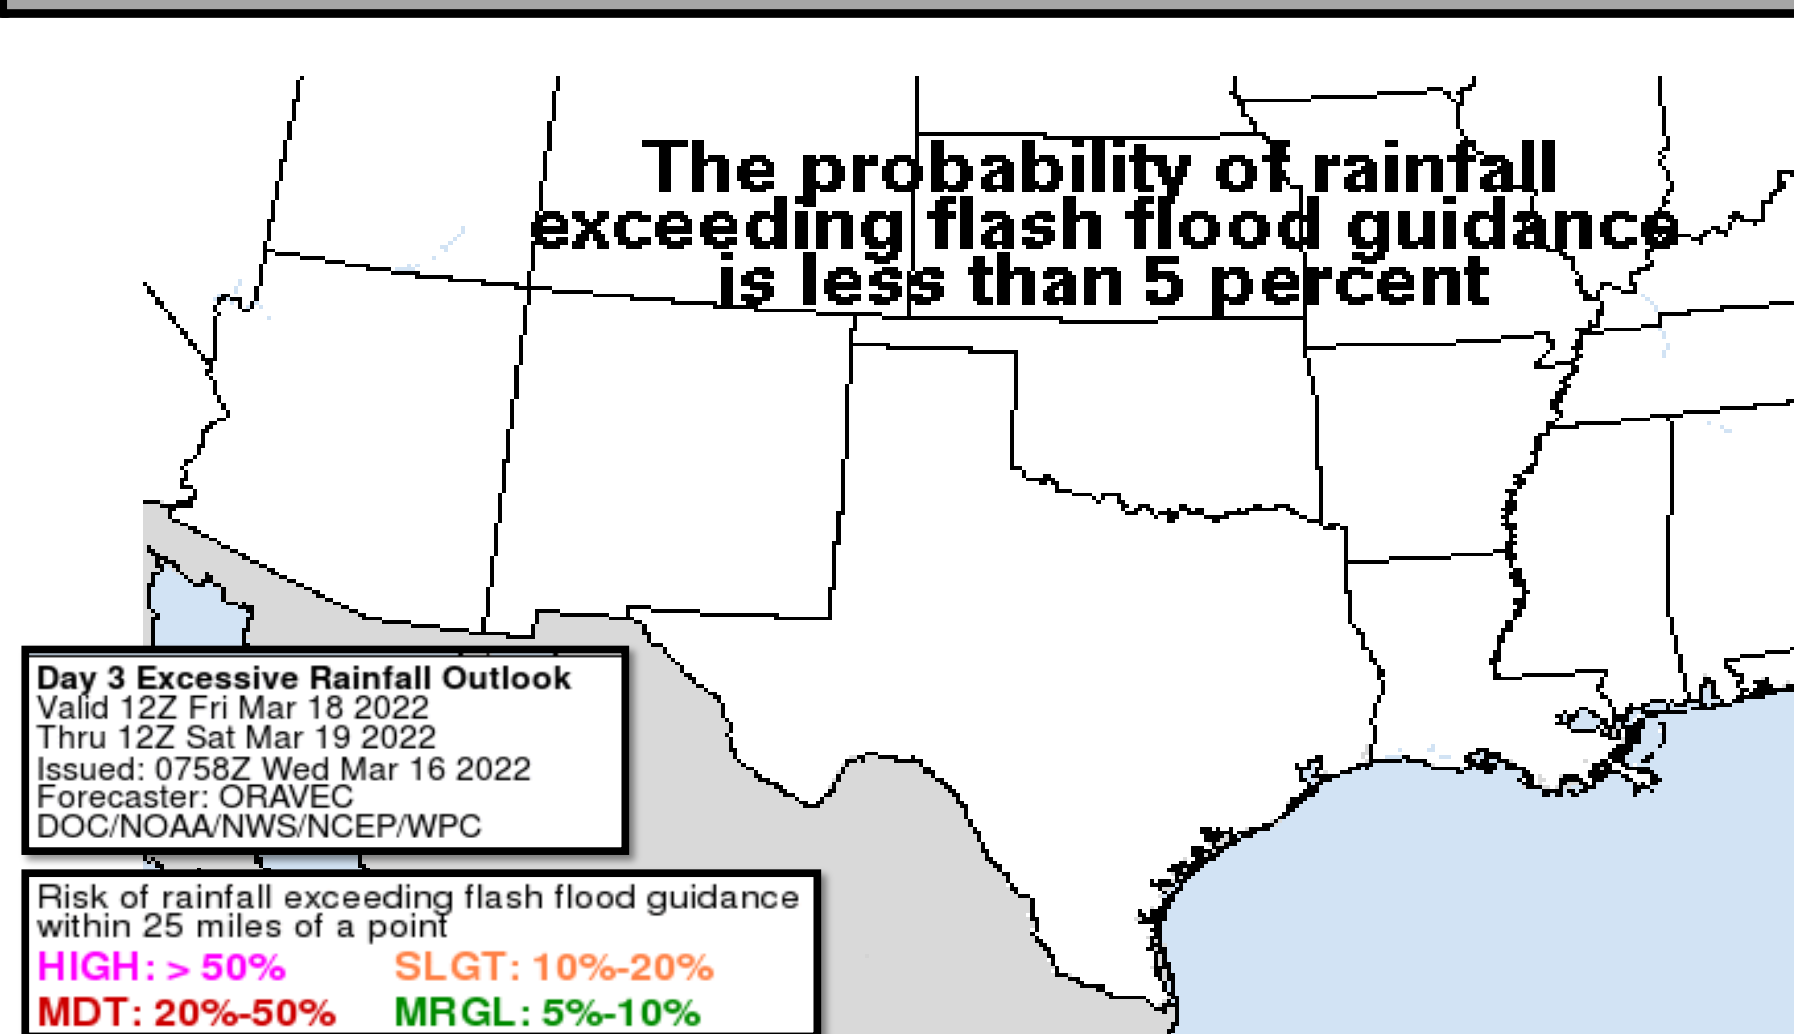 The probability of rainfall
exceeding flash flood guidance
is less than 5 percent
Day 3 Excessive Rainfall Outlook
Valid 12Z Fri Mar 18 2022
Thru 12Z Sat Mar 19 2022
Issued: 0758Z Wed Mar 16 2022
Forecaster: ORAVEC
DOC/NOAA/NWS/NCEP/WPC
Risk of rainfall exceeding flash flood guidance
within 25 miles of a point
HIGH: > 50% SLGT: 10%-20%
MDT: 20%-50% MRGL: 5%-10%